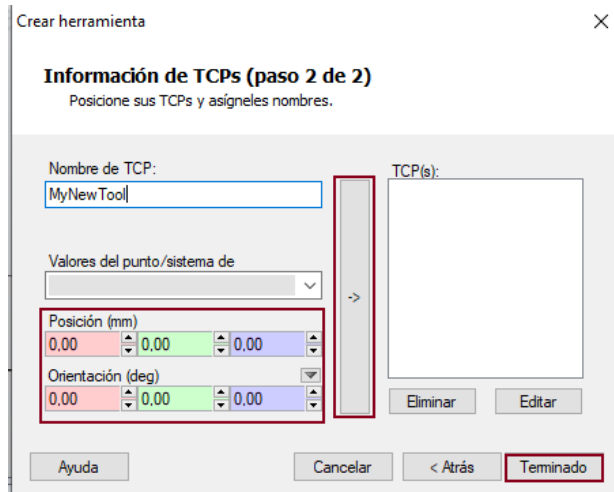 Crear herramienta
Información de TCPs (paso 2 de 2)
Posicione sus TCPs y asígneles nombres.
Nombre de TCP:
TCP(s):
MyNewTool
Valores del punto/sistema de
->
Posición (mm)
0,00 0,00 0,00
Orientación (deg)
0,00 0,00 0,00
Eliminar Editar
Ayuda Cancelar < Atrás Terminado